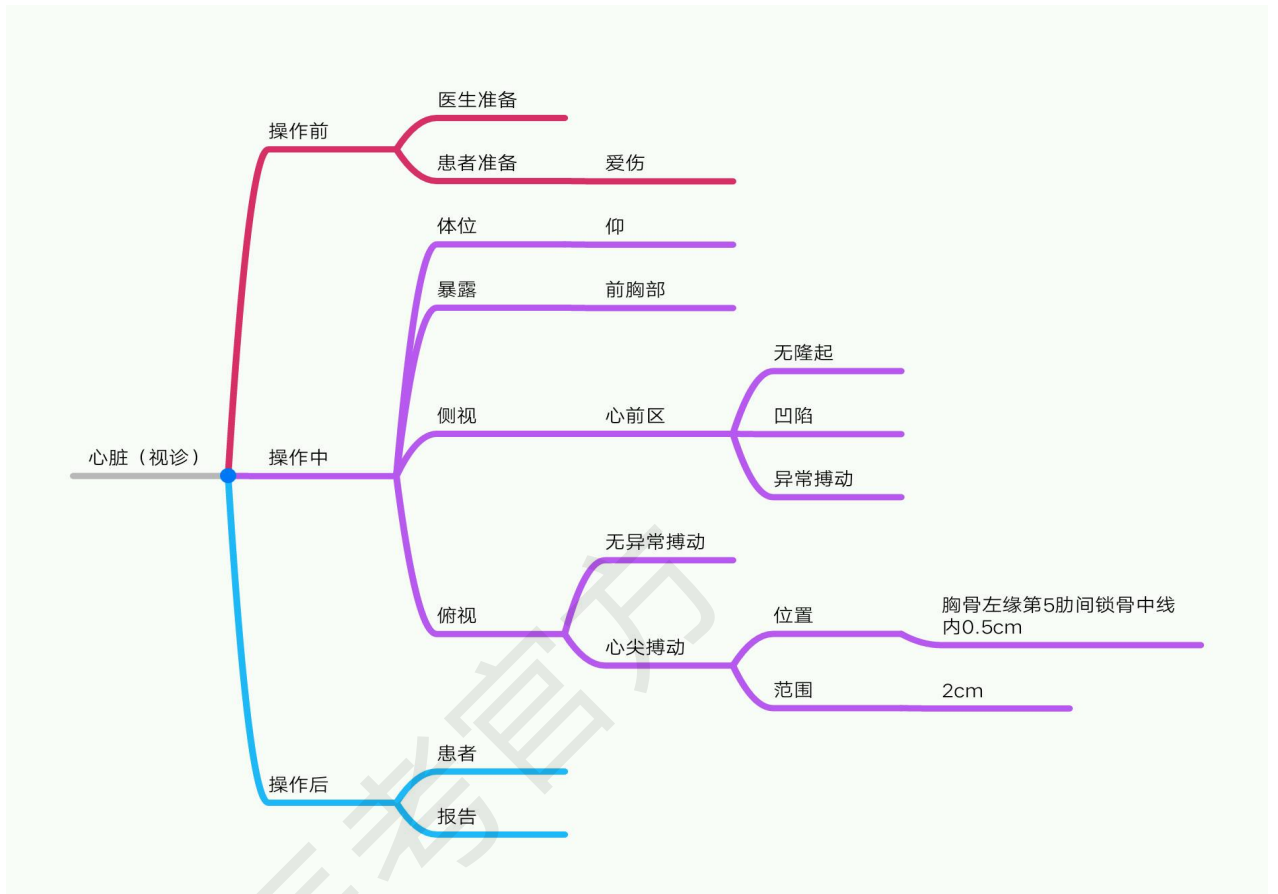 医生准备
操作前
患者准备
爱伤
体位
仰
暴露
前胸部
无隆起
侧视
心前区
凹陷
异常搏动
心脏（视诊）
操作中
无异常搏动
俯视
心尖搏动
位置
胸骨左缘第5肋间锁骨中线
内0.5cm
范围
2cm
患者
操作后
报告
考官方